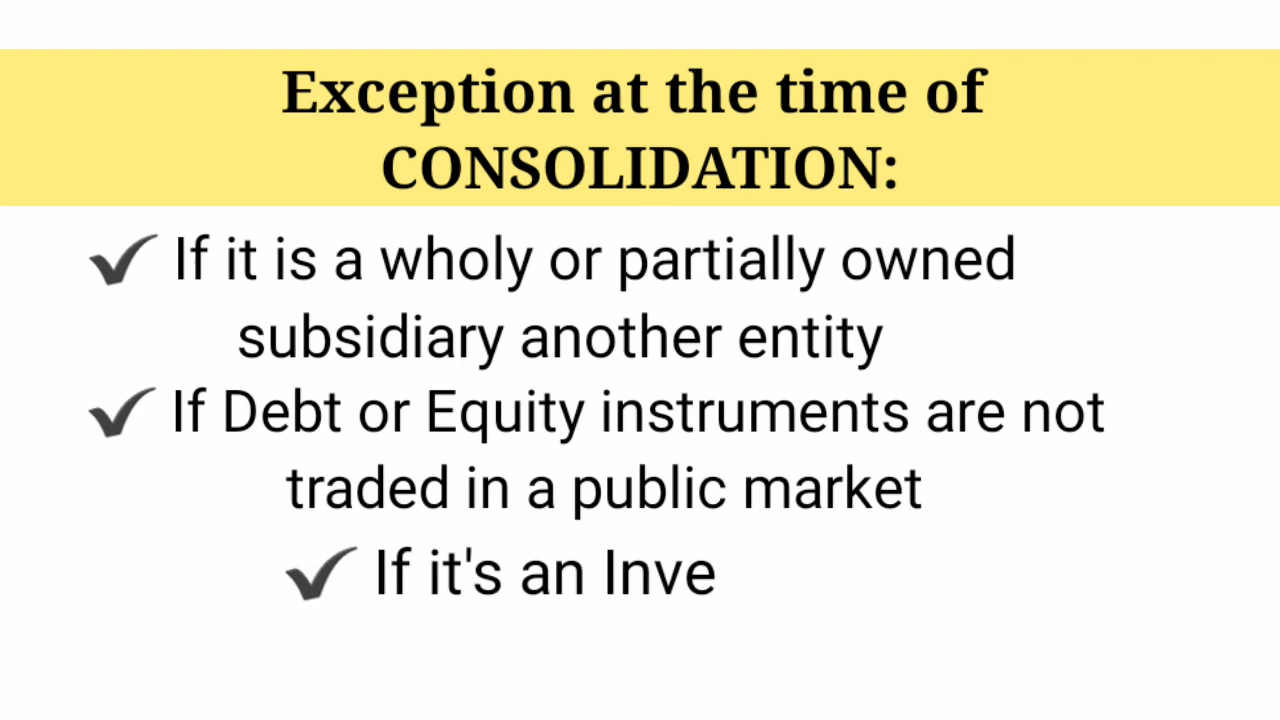 Exception at the time of
CONSOLIDATION:
✔ If it is a wholy or partially owned
subsidiary another entity
✔ If Debt or Equity instruments are not
traded in a public market
✔ If it's an Inve